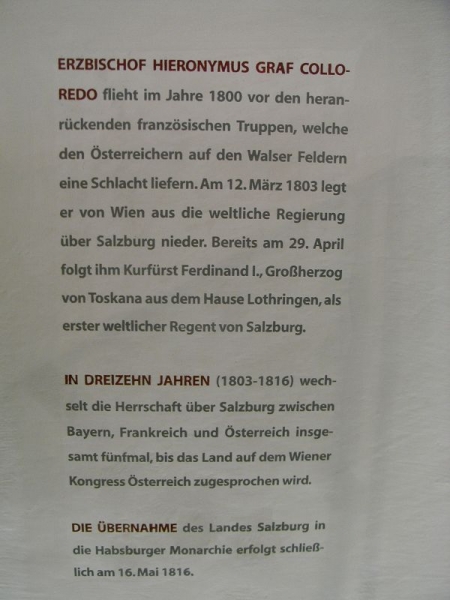 ERZBISCHOF HIERONYMUS GRAF COLLO-
REDO flieht im Jahre 1800 vor den heran-
rückenden französischen Truppen, welche
den Österreichern auf den Walser Feldern
eine Schlacht liefern. Am 12. März 1803 legt
er von Wien aus die weltliche Regierung
über Salzburg nieder. Bereits am 29. April
folgt ihm Kurfürst Ferdinand I., Großherzog
von Toskana aus dem Hause Lothringen, als
erster weltlicher Regent von Salzburg.
IN DREIZEHN JAHREN (1803-1816) wech-
selt die Herrschaft über Salzburg zwischen
Bayern, Frankreich und Österreich insge-
samt fünfmal, bis das Land auf dem Wiener
Kongress Österreich zugesprochen wird.
DIE ÜBERNAHME des Landes Salzburg in
die Habsburger Monarchie erfolgt schließ-
lich am 16. Mai 1816.